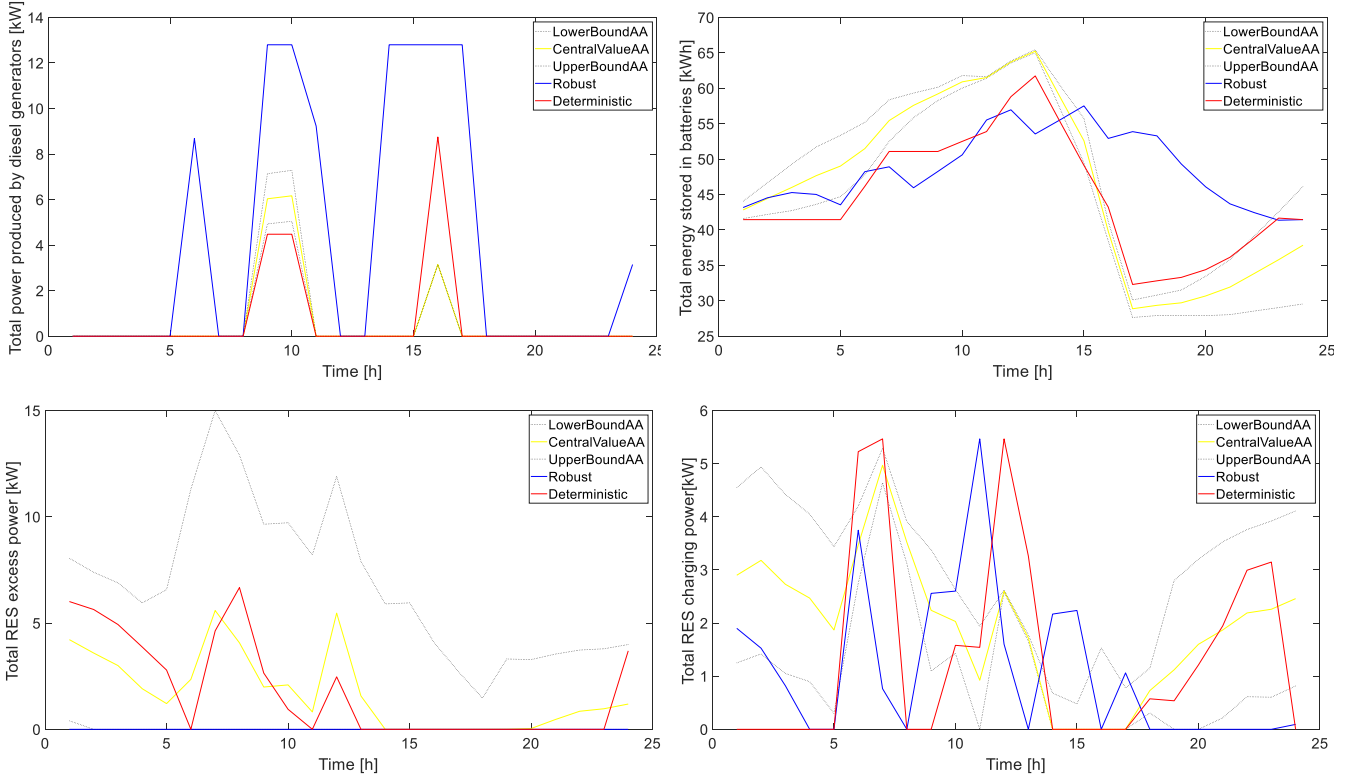 Total power produced by diesel generators [kW]
14
12
10
8
6
4
2
0
0
5
10
15
20
25
Time [h]
LowerBoundAA
CentralValueAA
UpperBoundAA
Robust
Deterministic
Total energy stored in batteries [kWh]
70
65
60
55
50
45
40
35
30
25
0
5
10
15
20
25
Time [h]
LowerBoundAA
CentralValueAA
UpperBoundAA
Robust
Deterministic
Total RES excess power [kW]
15
10
5
0
0
5
10
15
20
25
Time [h]
LowerBoundAA
CentralValueAA
UpperBoundAA
Robust
Deterministic
Total RES charging power[kW]
6
5
4
3
2
1
0
0
5
10
15
20
25
Time [h]
LowerBoundAA
CentralValueAA
UpperBoundAA
Robust
Deterministic